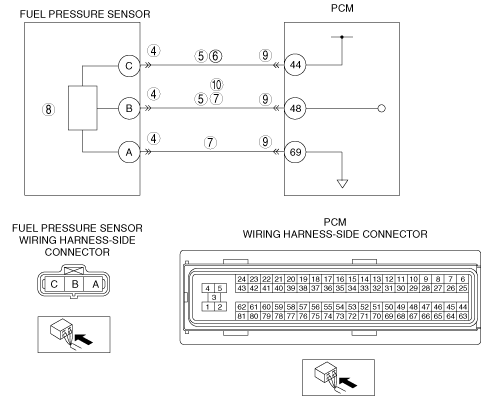 FUEL PRESSURE SENSOR
PCM
C 4 5 6 9 44
10
8 B 4 5 7 9 48
A 4 7 9 69
FUEL PRESSURE SENSOR
WIRING HARNESS-SIDE
CONNECTOR
C B A
PCM
WIRING HARNESS-SIDE CONNECTOR
24 23 22 21 20 19 18 17 16 15 14 13 12 11 10 9 8 7 6
4 5 43 42 41 40 39 38 37 36 35 34 33 32 31 30 29 28 27 26 25
3
1 2 62 61 60 59 58 57 56 55 54 53 52 51 50 49 48 47 46 45 44
81 80 79 78 77 76 75 74 73 72 71 70 69 68 67 66 65 64 63